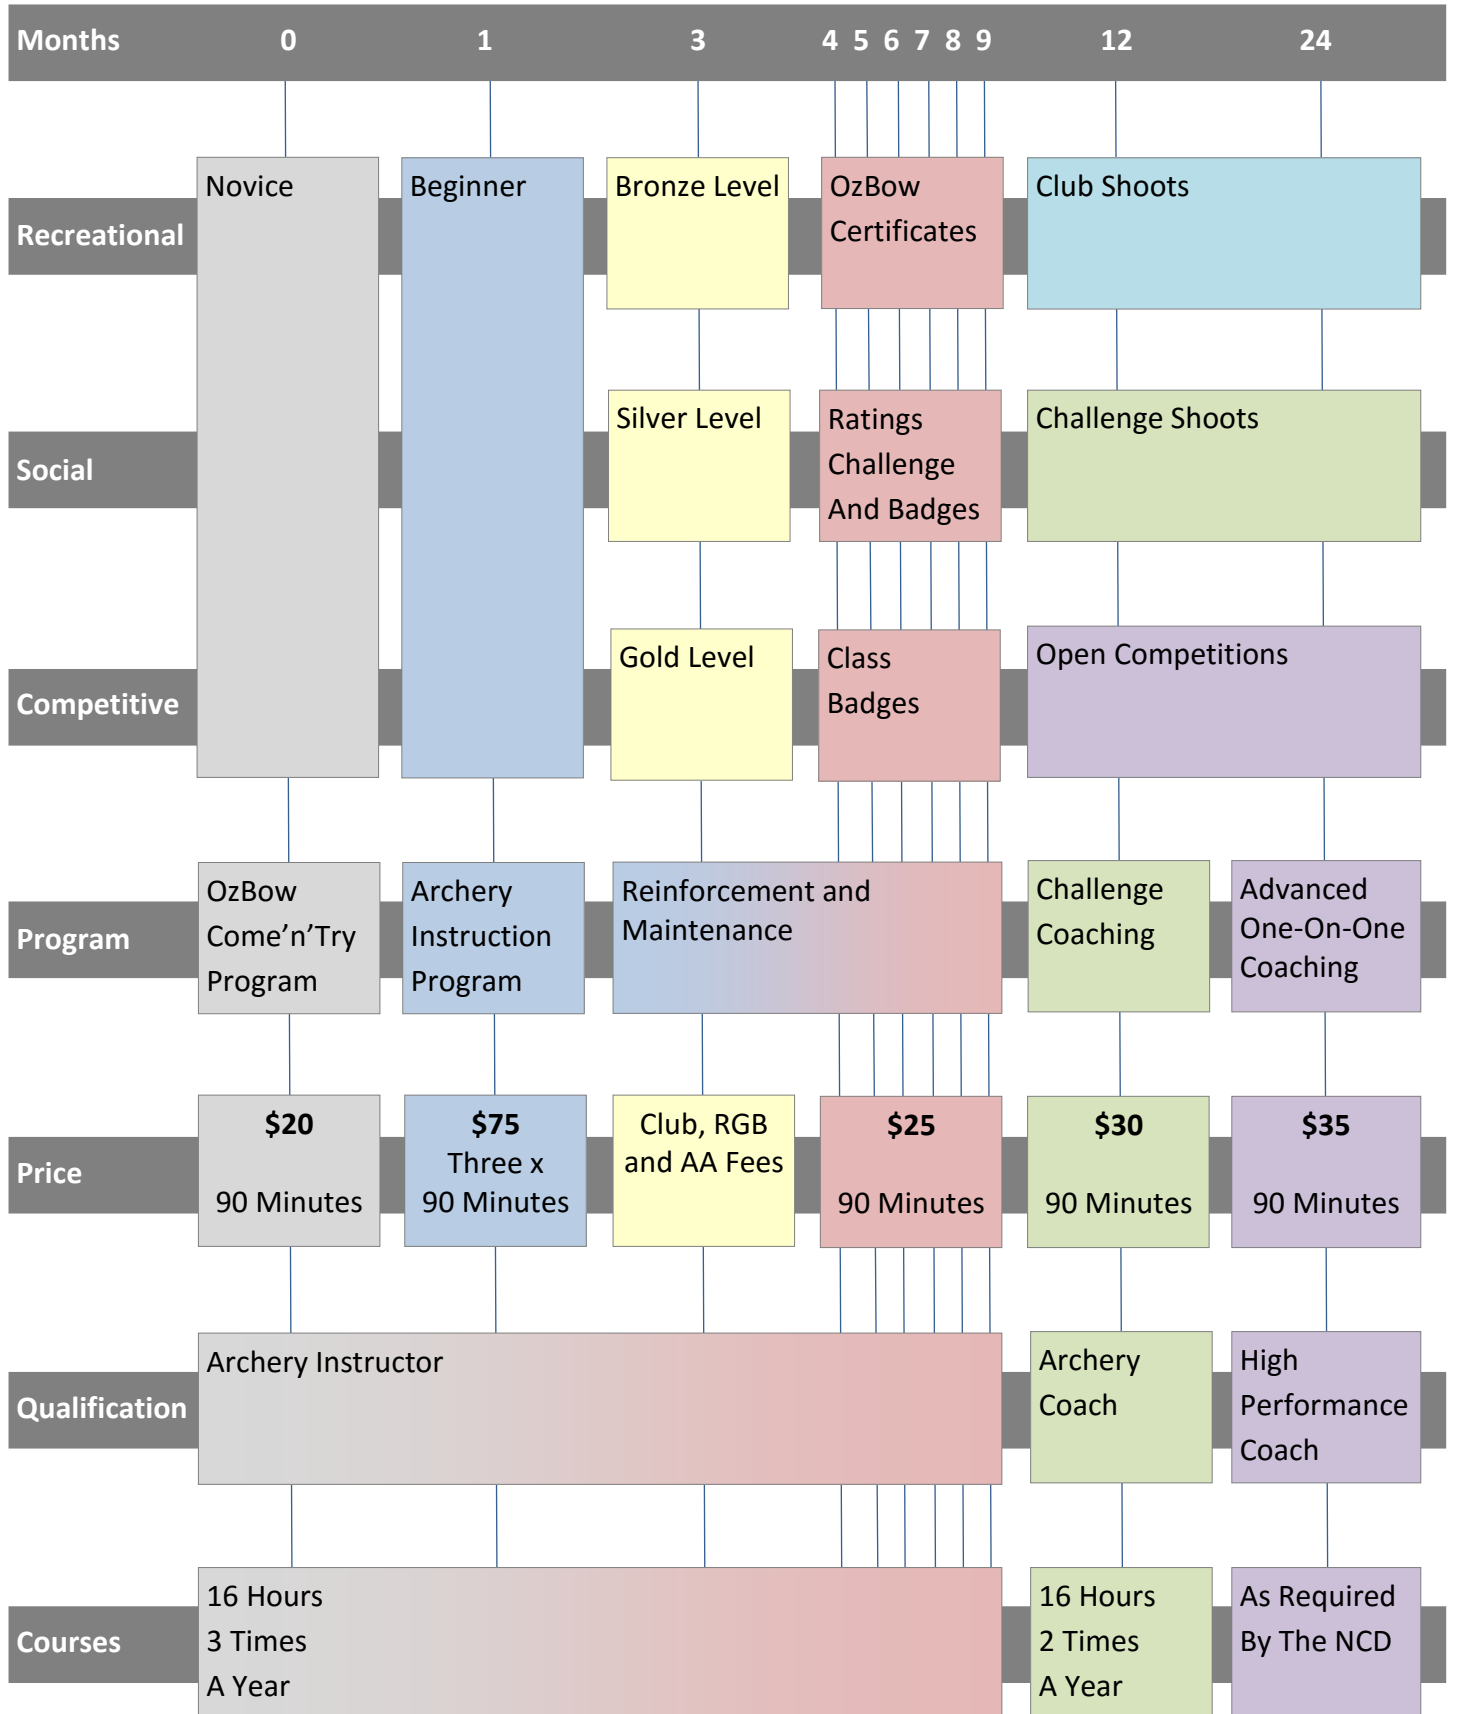 Months 0 1 3 4 5 6 7 8 9 12 24
Recreational
Novice
Beginner
Bronze Level
OzBow
Certificates
Club Shoots
Social
Silver Level
Ratings
Challenge
And Badges
Challenge Shoots
Competitive
Gold Level
Class
Badges
Open Competitions
Program
OzBow
Come’n’Try
Program
Archery
Instruction
Program
Reinforcement and
Maintenance
Challenge
Coaching
Advanced
One-On-One
Coaching
Price
$20
90 Minutes
$75
Three x
90 Minutes
Club, RGB
and AA Fees
$25
90 Minutes
$30
90 Minutes
$35
90 Minutes
Qualification
Archery Instructor
Archery
Coach
High
Performance
Coach
Courses
16 Hours
3 Times
A Year
16 Hours
2 Times
A Year
As Required
By The NCD